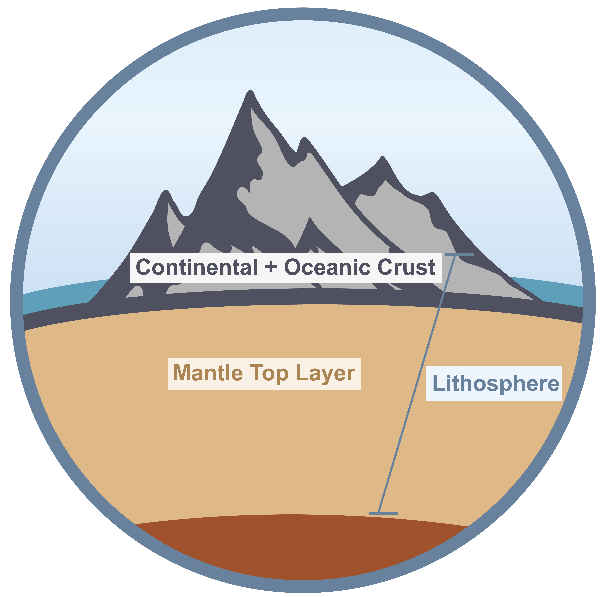 Continental + Oceanic Crust
Mantle Top Layer
Lithosphere